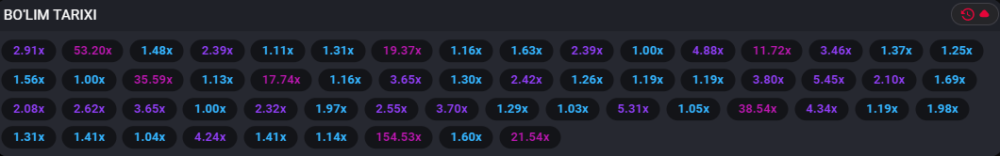 BO'LIM TARIXI
2.91x 53.20x 1.48x 2.39x 1.11x 1.31x 19.37x 1.16x 1.63x 2.39x 1.00x 4.88x 11.72x 3.46x 1.37x 1.25x
1.56x 1.00x 35.59x 1.13x 17.74x 1.16x 3.65x 1.30x 2.42x 1.26x 1.19x 1.19x 3.80x 5.45x 2.10x 1.69x
2.08x 2.62x 3.65x 1.00x 2.32x 1.97x 2.55x 3.70x 1.29x 1.03x 5.31x 1.05x 38.54x 4.34x 1.19x 1.98x
1.31x 1.41x 1.04x 4.24x 1.41x 1.14x 154.53x 1.60x 21.54x